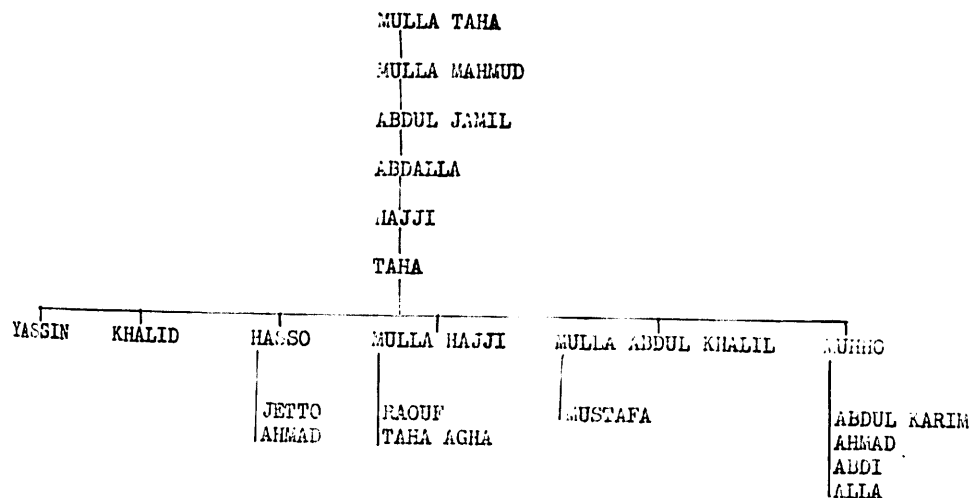 MULLA TAHA
MULLA MAHMUD
ABDUL JAMIL
ABDALLA
HAJJI
TAHA
YASSIN KHALID HASSO MULLA HAJJI MULLA ABDUL KHALIL MUHHO
JETTO RAOUF MUSTAFA ABDUL KARIM
AHMAD TAHA AGHA AHMAD
ABDI
ALLA